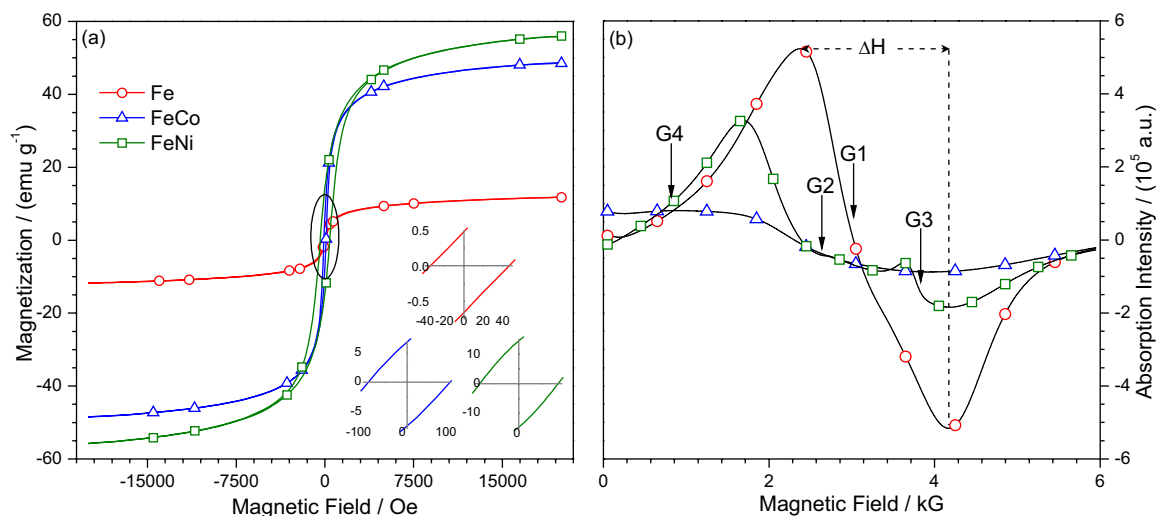 (a)
Fe
FeCo
FeNi
60
40
20
0
-20
-40
-60
Magnetization / (emu g⁻¹)
-15000 -7500 0 7500 15000
Magnetic Field / Oe
0.5
0.0
-0.5
-40 -20 0 20 40
5
0
-5
-100 0 100
10
0
-10
0
(b)
ΔH
G4
G1
G2
G3
6
4
2
0
-2
-4
-6
Absorption Intensity / (10⁵ a.u.)
0 2 4 6
Magnetic Field / kG